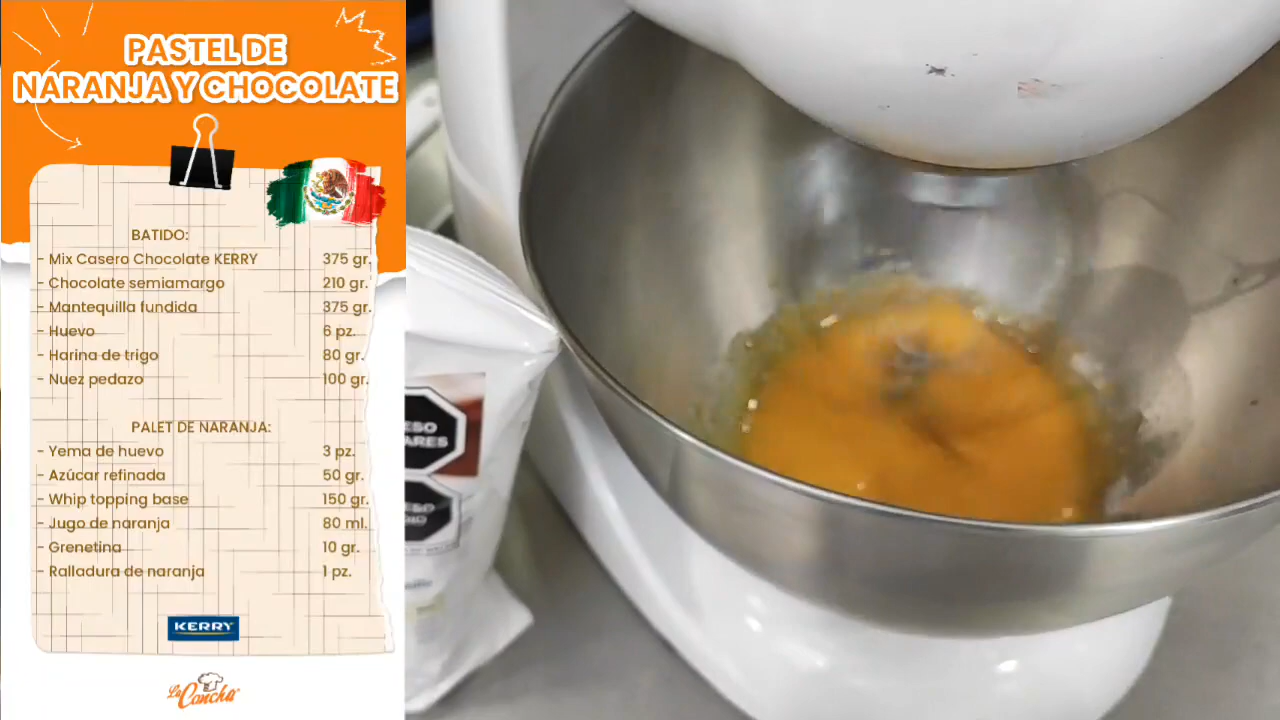 PASTEL DE
NARANJA Y CHOCOLATE
BATIDO:
- Mix Casero Chocolate KERRY 375 gr.
- Chocolate semiamargo 210 gr.
- Mantequilla fundida 375 gr.
- Huevo 6 pz.
- Harina de trigo 80 gr.
- Nuez pedazo 100 gr.
PALET DE NARANJA:
- Yema de huevo 3 pz.
- Azúcar refinada 50 gr.
- Whip topping base 150 gr.
- Jugo de naranja 80 ml.
- Grenetina 10 gr.
- Ralladura de naranja 1 pz.
KERRY
La Concha